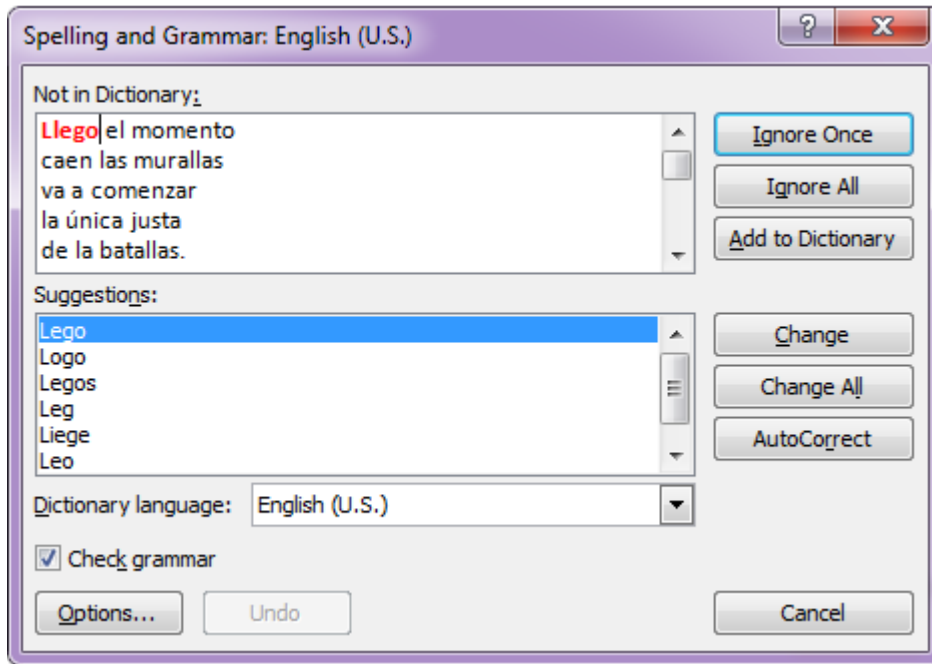 Spelling and Grammar: English (U.S.)
Not in Dictionary:
Llego el momento
caen las murallas
va a comenzar
la única justa
de la batallas.
Ignore Once
Ignore All
Add to Dictionary
Suggestions:
Lego
Logo
Legos
Leg
Liege
Leo
Change
Change All
AutoCorrect
Dictionary language: English (U.S.)
Check grammar
Options... Undo Cancel